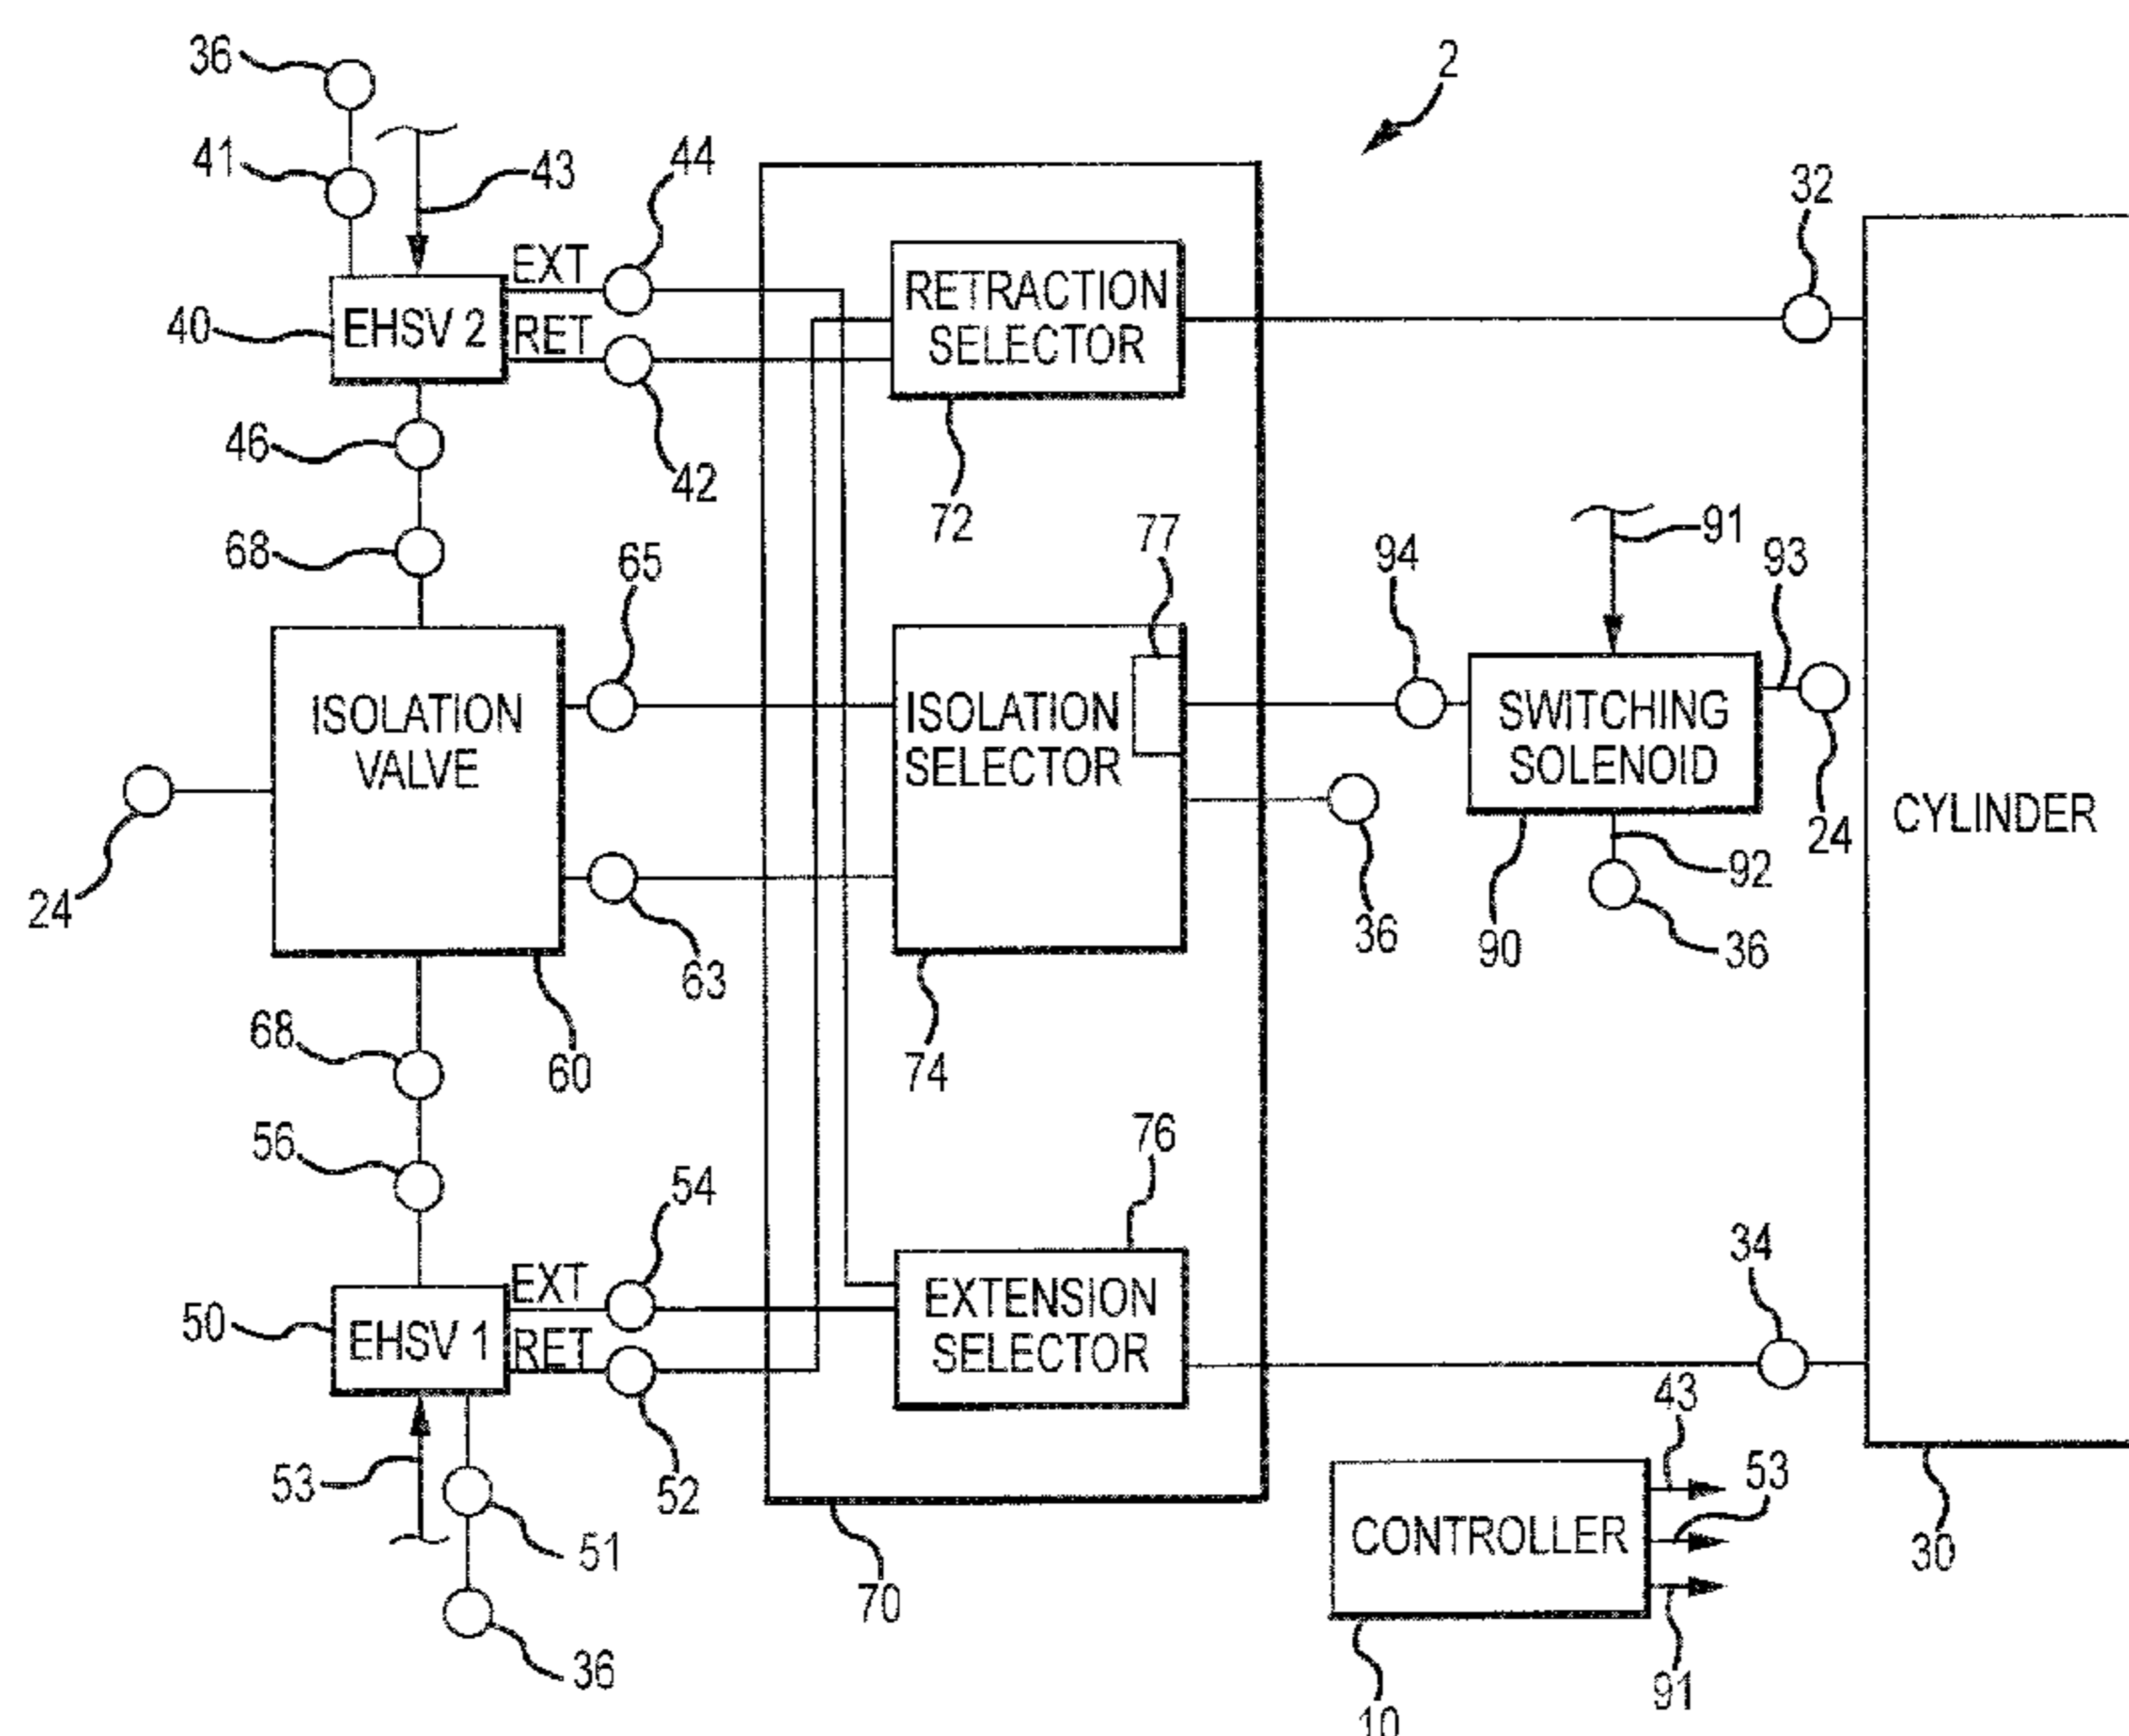 36
2
41
43
44
32
EXT
40
EHSV 2
RET
RETRACTION
SELECTOR
46
42
72
77
91
68
65
94
93
ISOLATION
VALVE
ISOLATION
SELECTOR
SWITCHING
SOLENOID
CYLINDER
24
63
36
90
92
36
24
68
60
74
56
54
76
34
EXT
50
EHSV 1
RET
EXTENSION
SELECTOR
43
53
52
53
51
CONTROLLER
30
70
36
91
10